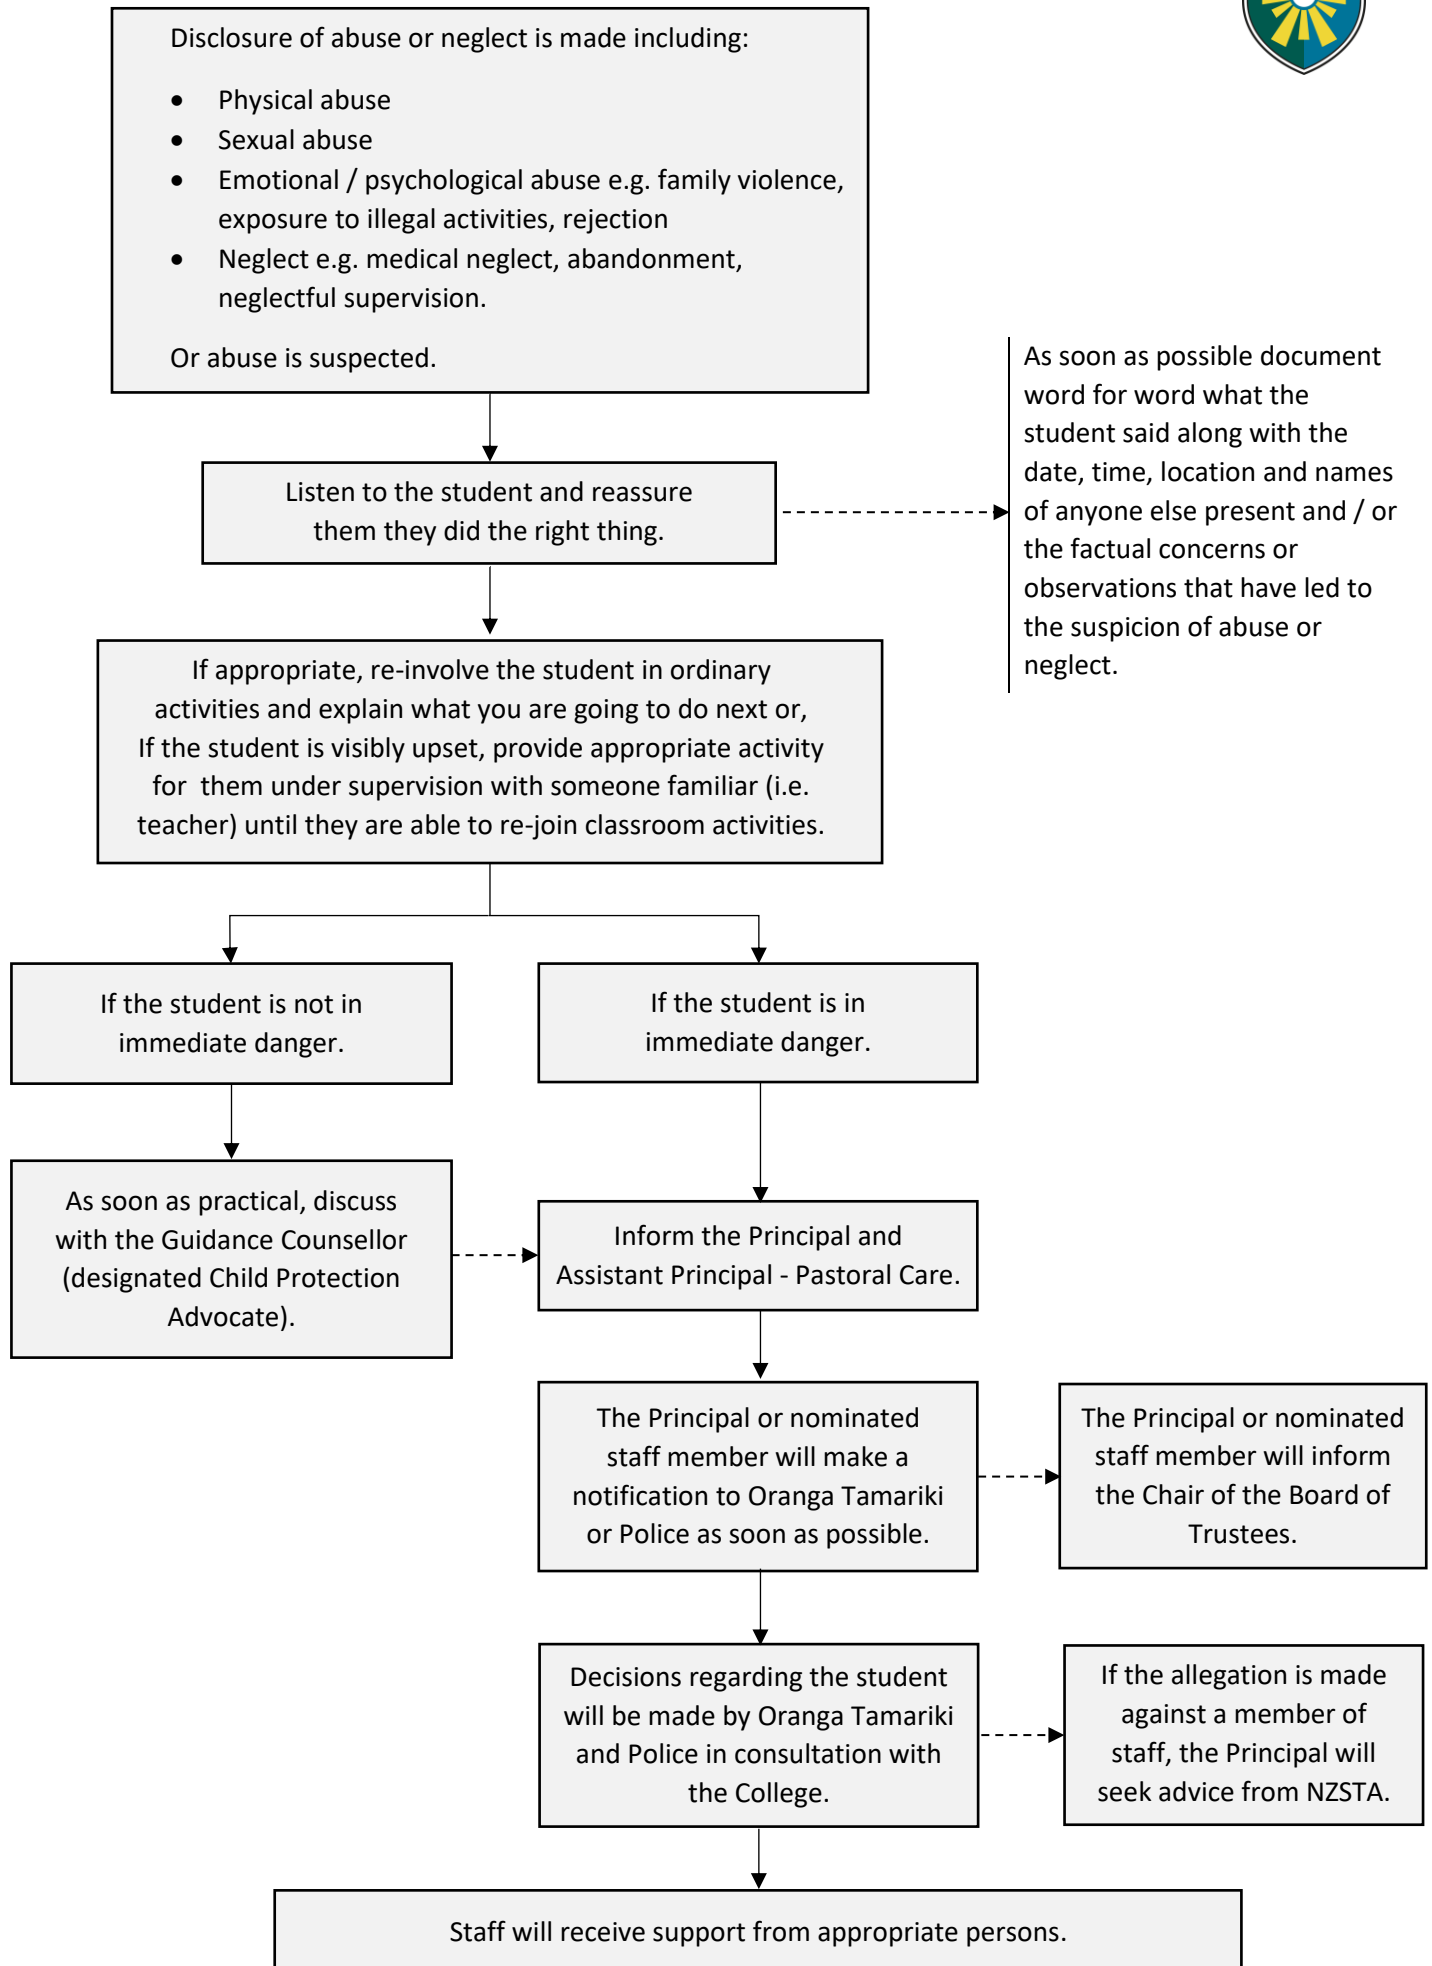 Disclosure of abuse or neglect is made including:
• Physical abuse
• Sexual abuse
• Emotional / psychological abuse e.g. family violence,
exposure to illegal activities, rejection
• Neglect e.g. medical neglect, abandonment,
neglectful supervision.
Or abuse is suspected.
Listen to the student and reassure
them they did the right thing.
As soon as possible document
word for word what the
student said along with the
date, time, location and names
of anyone else present and / or
the factual concerns or
observations that have led to
the suspicion of abuse or
neglect.
If appropriate, re-involve the student in ordinary
activities and explain what you are going to do next or,
If the student is visibly upset, provide appropriate activity
for them under supervision with someone familiar (i.e.
teacher) until they are able to re-join classroom activities.
If the student is not in
immediate danger.
If the student is in
immediate danger.
As soon as practical, discuss
with the Guidance Counsellor
(designated Child Protection
Advocate).
Inform the Principal and
Assistant Principal - Pastoral Care.
The Principal or nominated
staff member will make a
notification to Oranga Tamariki
or Police as soon as possible.
The Principal or nominated
staff member will inform
the Chair of the Board of
Trustees.
Decisions regarding the student
will be made by Oranga Tamariki
and Police in consultation with
the College.
If the allegation is made
against a member of
staff, the Principal will
seek advice from NZSTA.
Staff will receive support from appropriate persons.